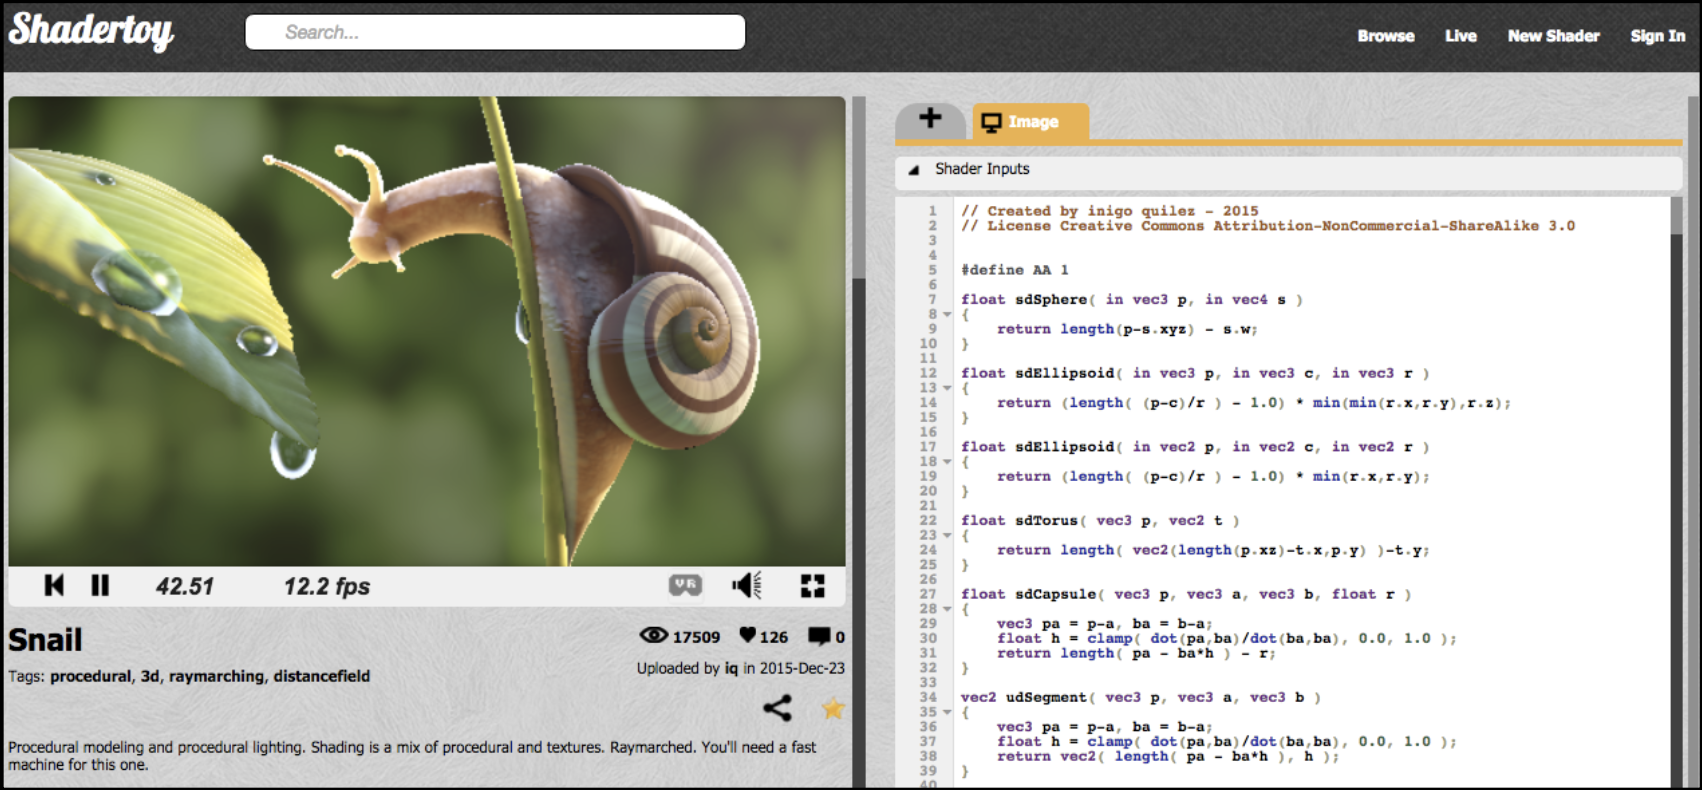 Shadertoy
Search...
Browse Live New Shader Sign In
42.51 12.2 fps VR
Snail
17509 126 0
Tags: procedural, 3d, raymarching, distancefield
Uploaded by iq in 2015-Dec-23
Procedural modeling and procedural lighting. Shading is a mix of procedural and textures. Raymarched. You'll need a fast
machine for this one.
+ Image
Shader Inputs
1 // Created by inigo quilez - 2015
2 // License Creative Commons Attribution-NonCommercial-ShareAlike 3.0
3
4
5 #define AA 1
6
7 float sdSphere( in vec3 p, in vec4 s )
8 {
9     return length(p-s.xyz) - s.w;
10 }
11
12 float sdEllipsoid( in vec3 p, in vec3 c, in vec3 r )
13 {
14     return (length( (p-c)/r ) - 1.0) * min(min(r.x,r.y),r.z);
15 }
16
17 float sdEllipsoid( in vec2 p, in vec2 c, in vec2 r )
18 {
19     return (length( (p-c)/r ) - 1.0) * min(r.x,r.y);
20 }
21
22 float sdTorus( vec3 p, vec2 t )
23 {
24     return length( vec2(length(p.xz)-t.x,p.y) )-t.y;
25 }
26
27 float sdCapsule( vec3 p, vec3 a, vec3 b, float r )
28 {
29     vec3 pa = p-a, ba = b-a;
30     float h = clamp( dot(pa,ba)/dot(ba,ba), 0.0, 1.0 );
31     return length( pa - ba*h ) - r;
32 }
33
34 vec2 udSegment( vec3 p, vec3 a, vec3 b )
35 {
36     vec3 pa = p-a, ba = b-a;
37     float h = clamp( dot(pa,ba)/dot(ba,ba), 0.0, 1.0 );
38     return vec2( length( pa - ba*h ), h );
39 }
40